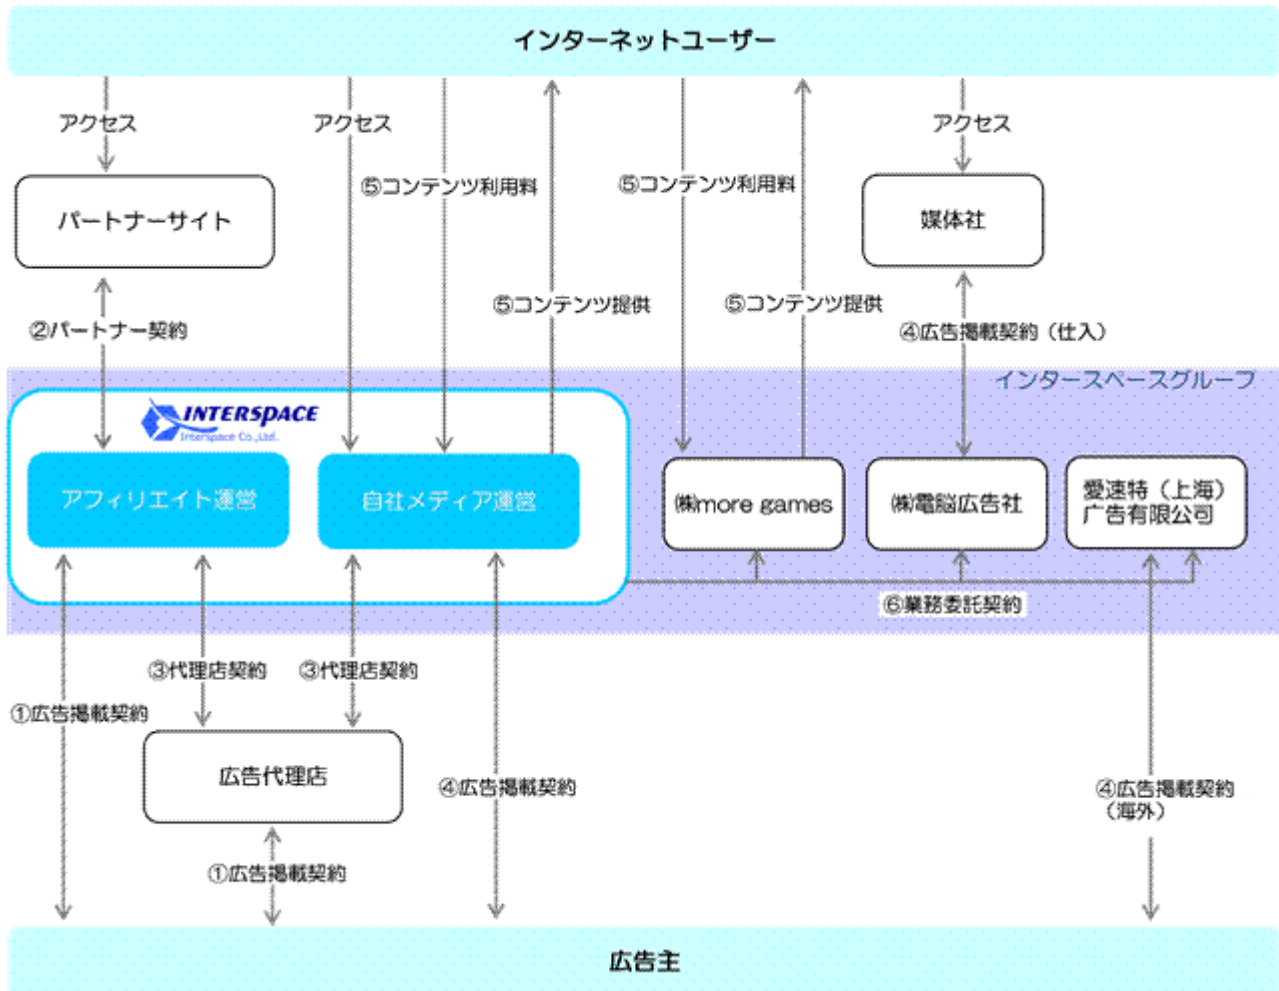 インターネットユーザー
アクセス
アクセス
アクセス
⑤コンテンツ利用料
⑤コンテンツ利用料
パートナーサイト
媒体社
⑤コンテンツ提供
⑤コンテンツ提供
②パートナー契約
④広告掲載契約（仕入）
インタースペースグループ
INTERSPACE
Interspace Co.,Ltd.
アフィリエイト運営
自社メディア運営
㈱more games
㈱電脳広告社
愛速特（上海）
广告有限公司
⑥業務委託契約
③代理店契約
③代理店契約
①広告掲載契約
広告代理店
④広告掲載契約
④広告掲載契約
（海外）
①広告掲載契約
広告主